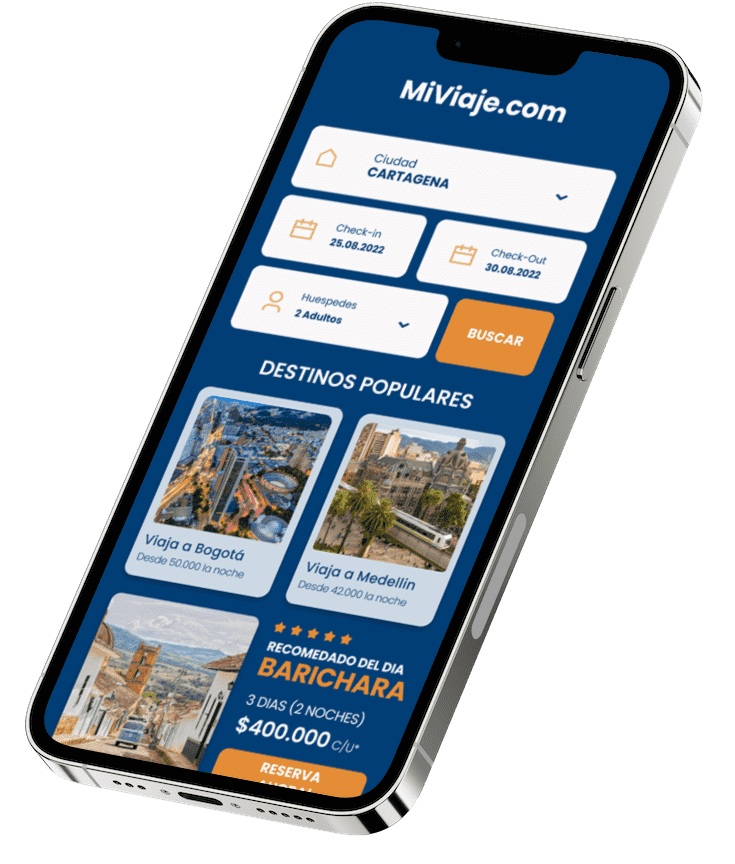 MiViaje.com
Ciudad
CARTAGENA
Check-in
25.08.2022
Check-Out
30.08.2022
Huespedes
2 Adultos
BUSCAR
DESTINOS POPULARES
Viaja a Bogotá
Desde 50.000 la noche
Viaja a Medellin
Desde 42.000 la noche
RECOMEDADO DEL DIA
BARICHARA
3 DIAS (2 NOCHES)
$400.000 C/U*
RESERVA